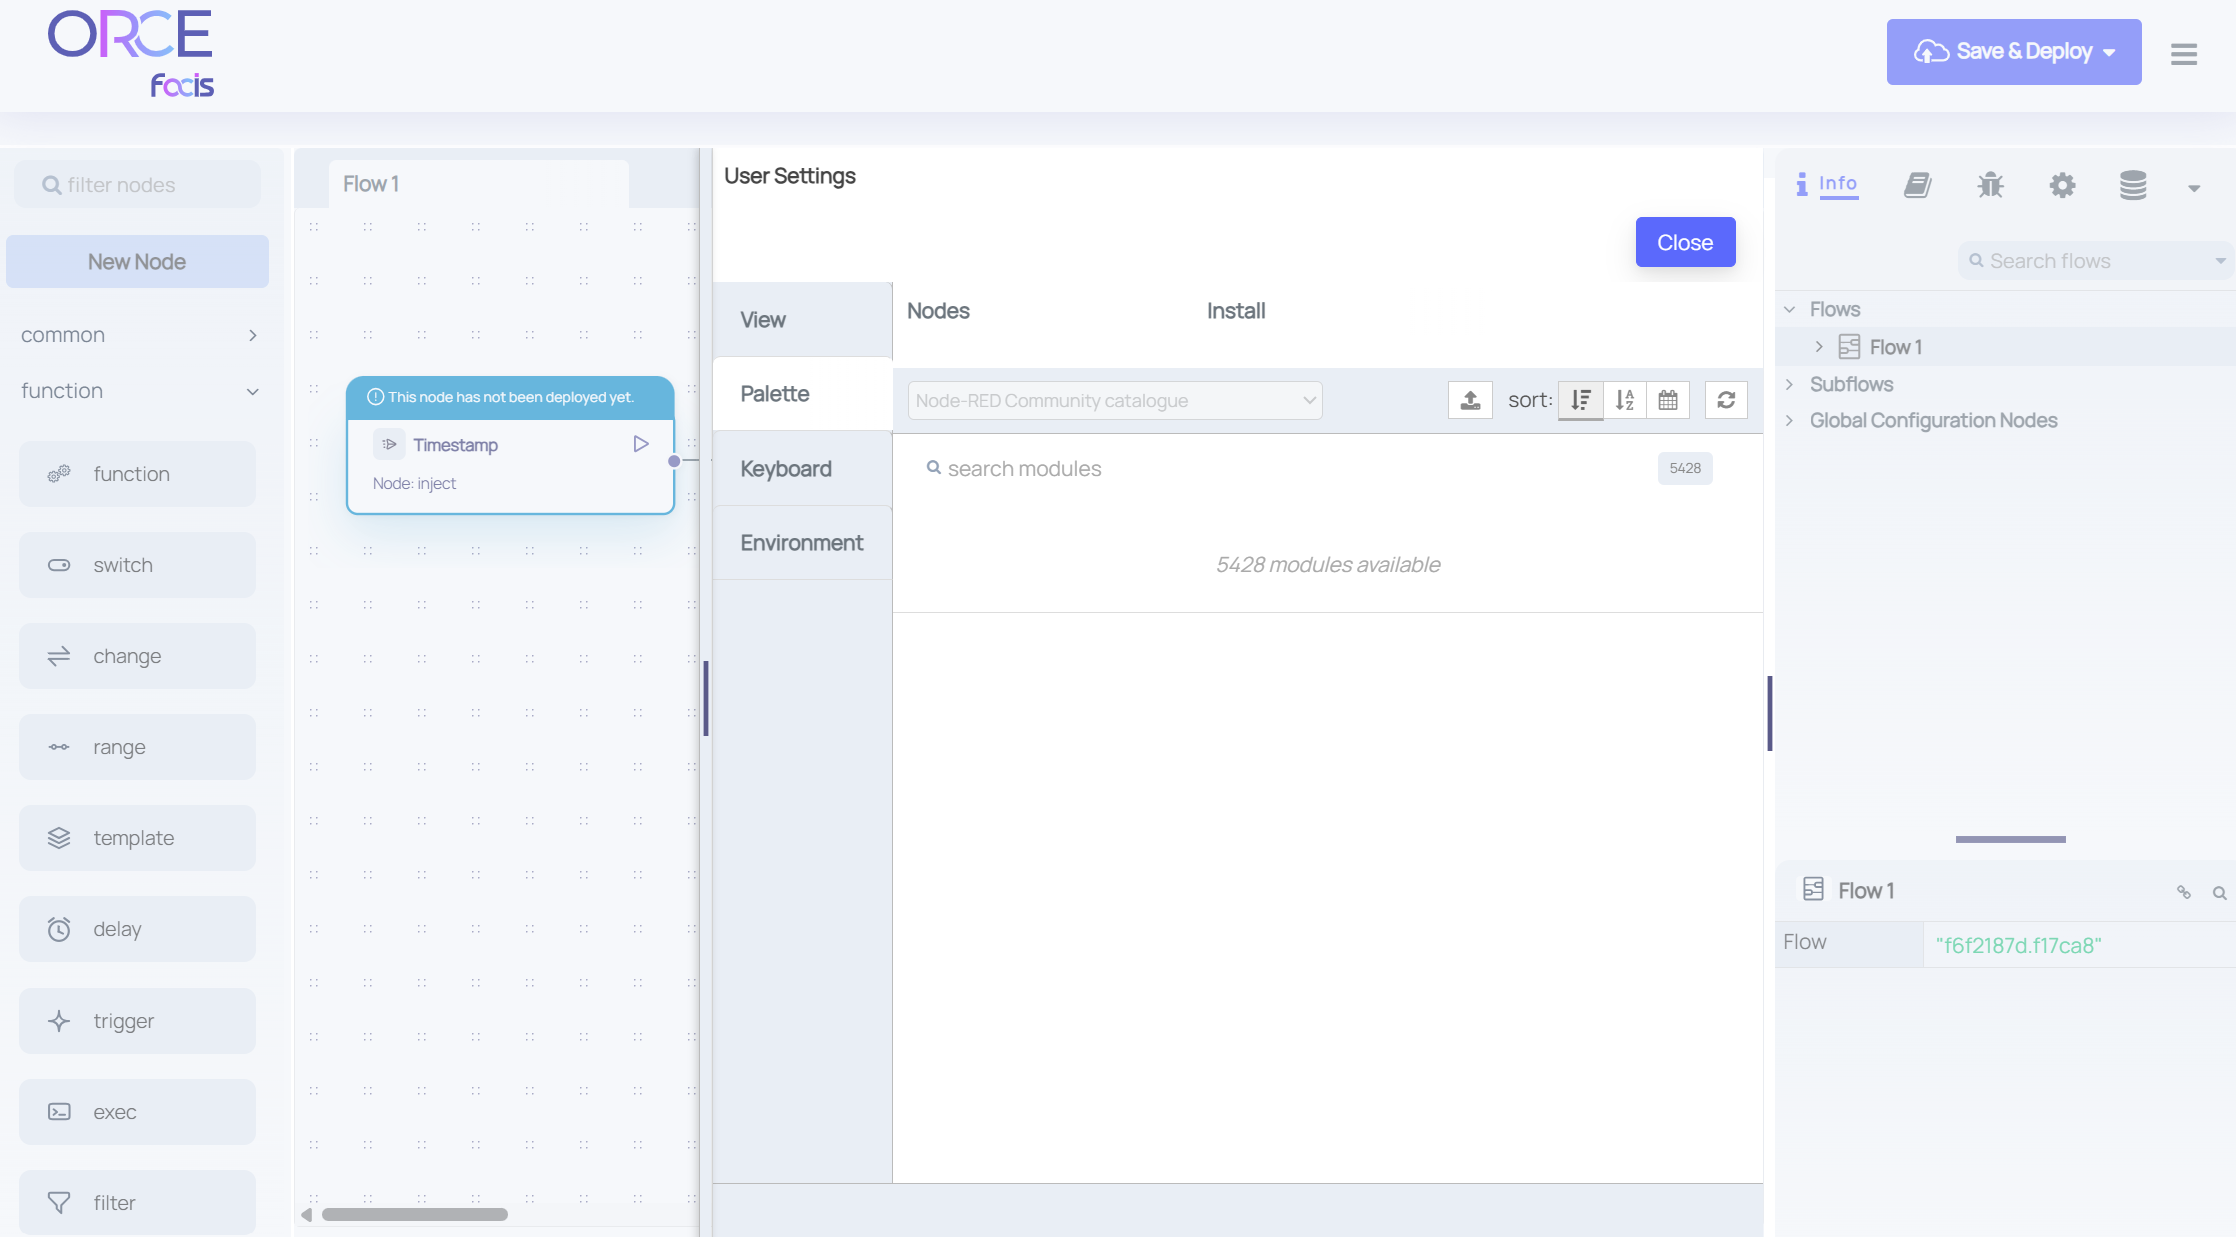 ORCE
facis
Save & Deploy
filter nodes
New Node
common
function
function
switch
change
range
template
delay
trigger
exec
filter
Flow 1
This node has not been deployed yet.
Timestamp
Node: inject
User Settings
Close
View
Palette
Keyboard
Environment
Nodes
Install
Node-RED Community catalogue
sort:
search modules
5428
5428 modules available
Info
Search flows
Flows
Flow 1
Subflows
Global Configuration Nodes
Flow 1
Flow
"f6f2187d.f17ca8"